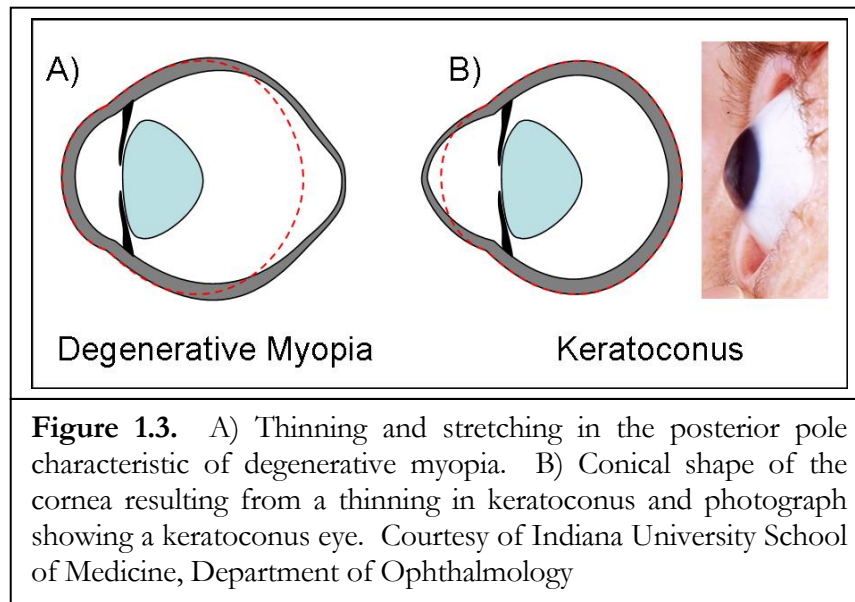 A)
B)
Degenerative Myopia
Keratoconus
Figure 1.3. A) Thinning and stretching in the posterior pole
characteristic of degenerative myopia. B) Conical shape of the
cornea resulting from a thinning in keratoconus and photograph
showing a keratoconus eye. Courtesy of Indiana University School
of Medicine, Department of Ophthalmology